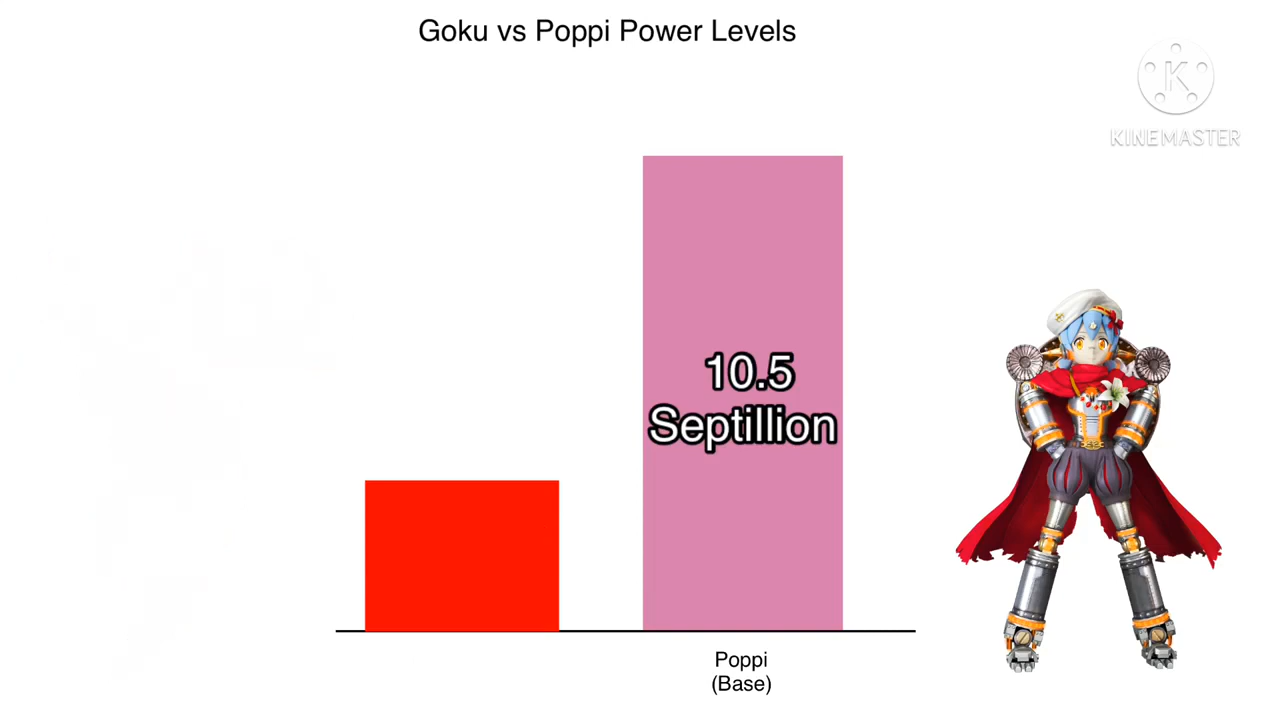 Goku vs Poppi Power Levels
K
KINEMASTER
10.5
Septillion
Poppi
(Base)